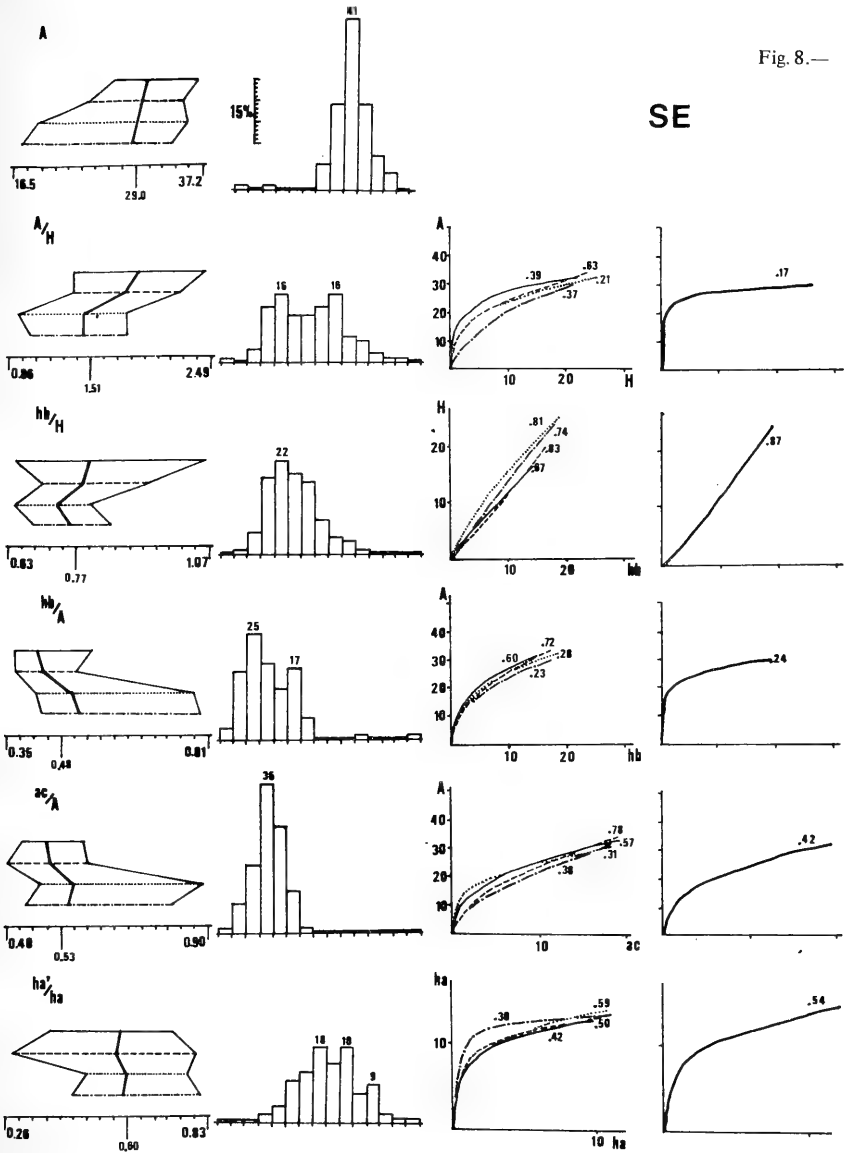 Fig. 8.—
SE
A
41
15%
16.5 29.0 37.2
A/H
16 16
0.86 1.51 2.49
A
40
30
20
10
.39 .63 .21 .37
10 20 H
.17
hb/H
22
0.63 0.77 1.07
H
20
10
.81 .74 .83 .87
10 20 hb
.87
hb/A
25 17
0.35 0.48 0.81
A
40
30
20
10
.60 .72 .28 .23
10 20 hb
.24
ac/A
36
0.48 0.53 0.90
A
40
30
20
10
.78 .57 .31 .38
10 ac
.42
ha'/ha
18 19 9
0.26 0.60 0.83
ha
10
.38 .59 .50 .42
10 ha
.54